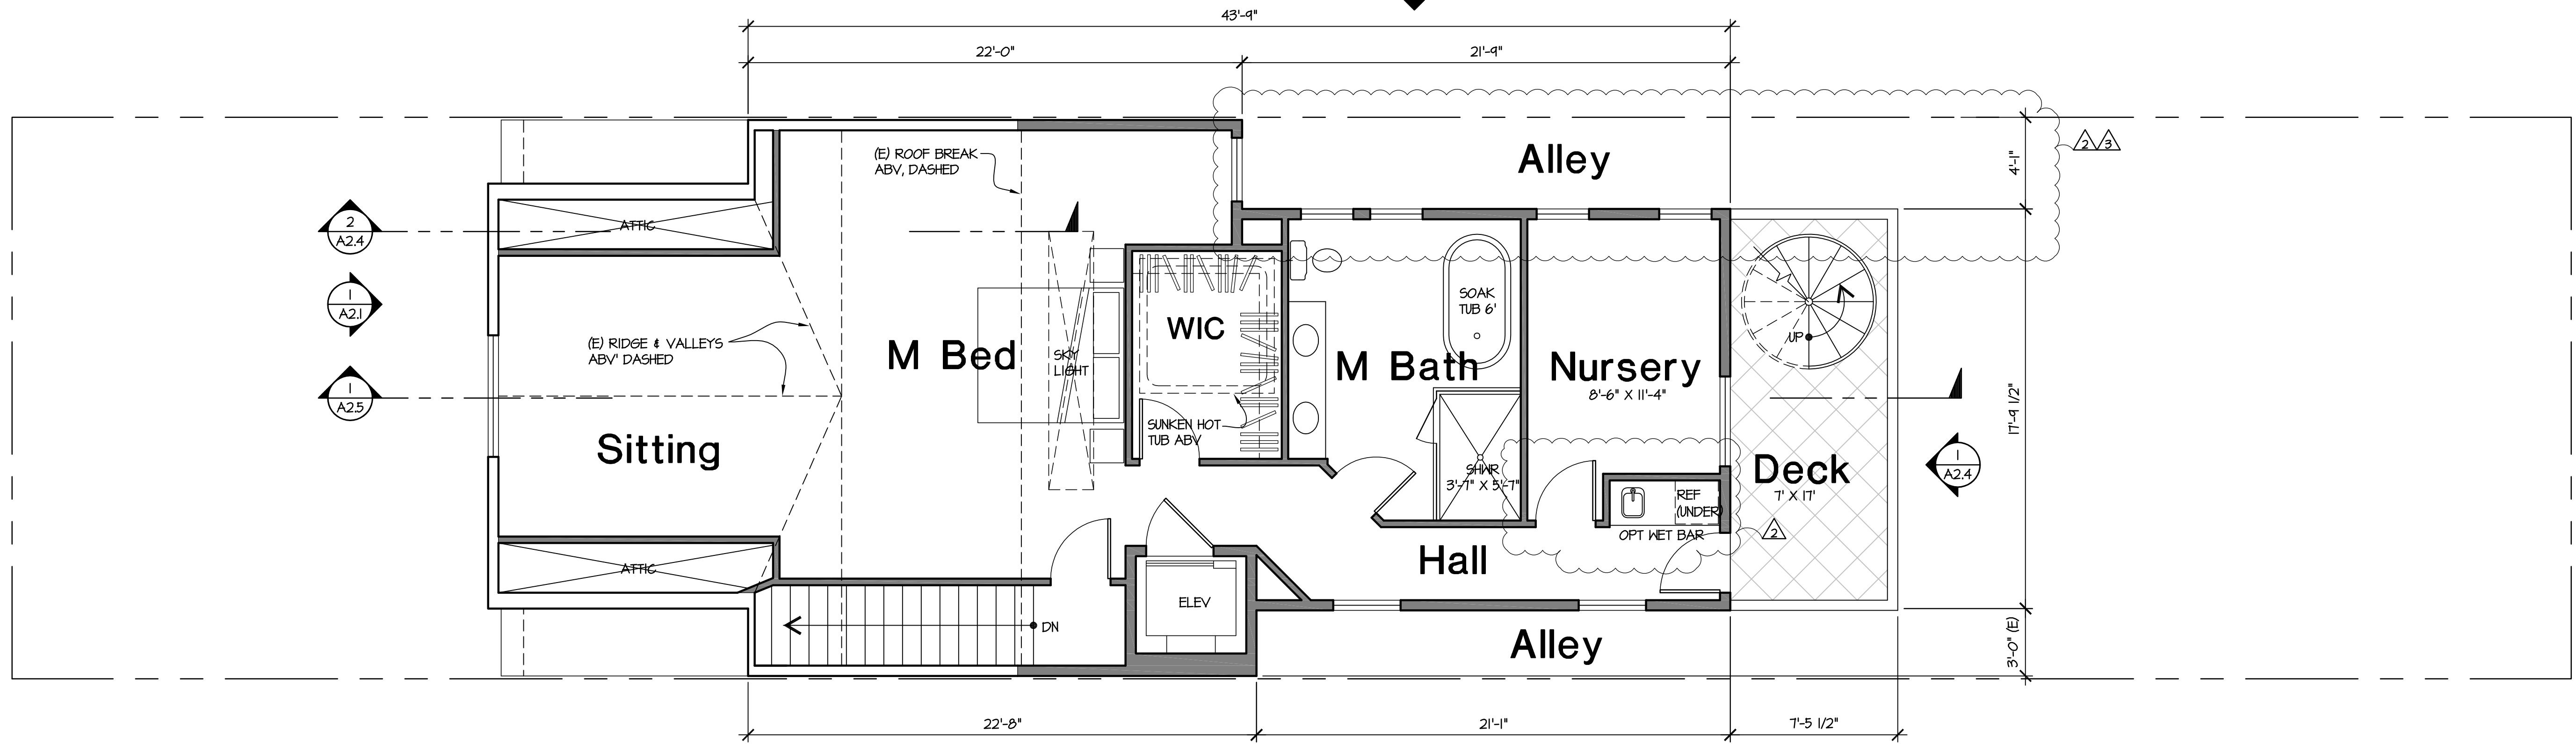 43'-9"
22'-0"
21'-9"
(E) ROOF BREAK
ABV, DASHED
Alley
2 3
4'-1"
2
A2.4
ATTIC
1
A2.1
(E) RIDGE & VALLEYS
ABV' DASHED
M Bed
SKY
LIGHT
WIC
SUNKEN HOT
TUB ABV
SOAK
TUB 6'
M Bath
Nursery
8'-6" X 11'-4"
UP
17'-9 1/2"
1
A2.5
Sitting
SHWR
3'-7" X 5'-7"
REF
(UNDER)
OPT WET BAR
Deck
7' X 17'
1
A2.4
2
ATTIC
Hall
ELEV
DN
Alley
3'-0" (E)
22'-8"
21'-1"
7'-5 1/2"